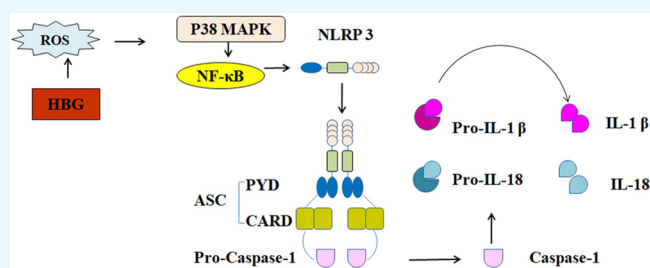 ROS
P38 MAPK
NLRP 3
NF-κB
HBG
Pro-IL-1 β
IL-1 β
PYD
ASC
Pro-IL-18
IL-18
CARD
Pro-Caspase-1
Caspase-1